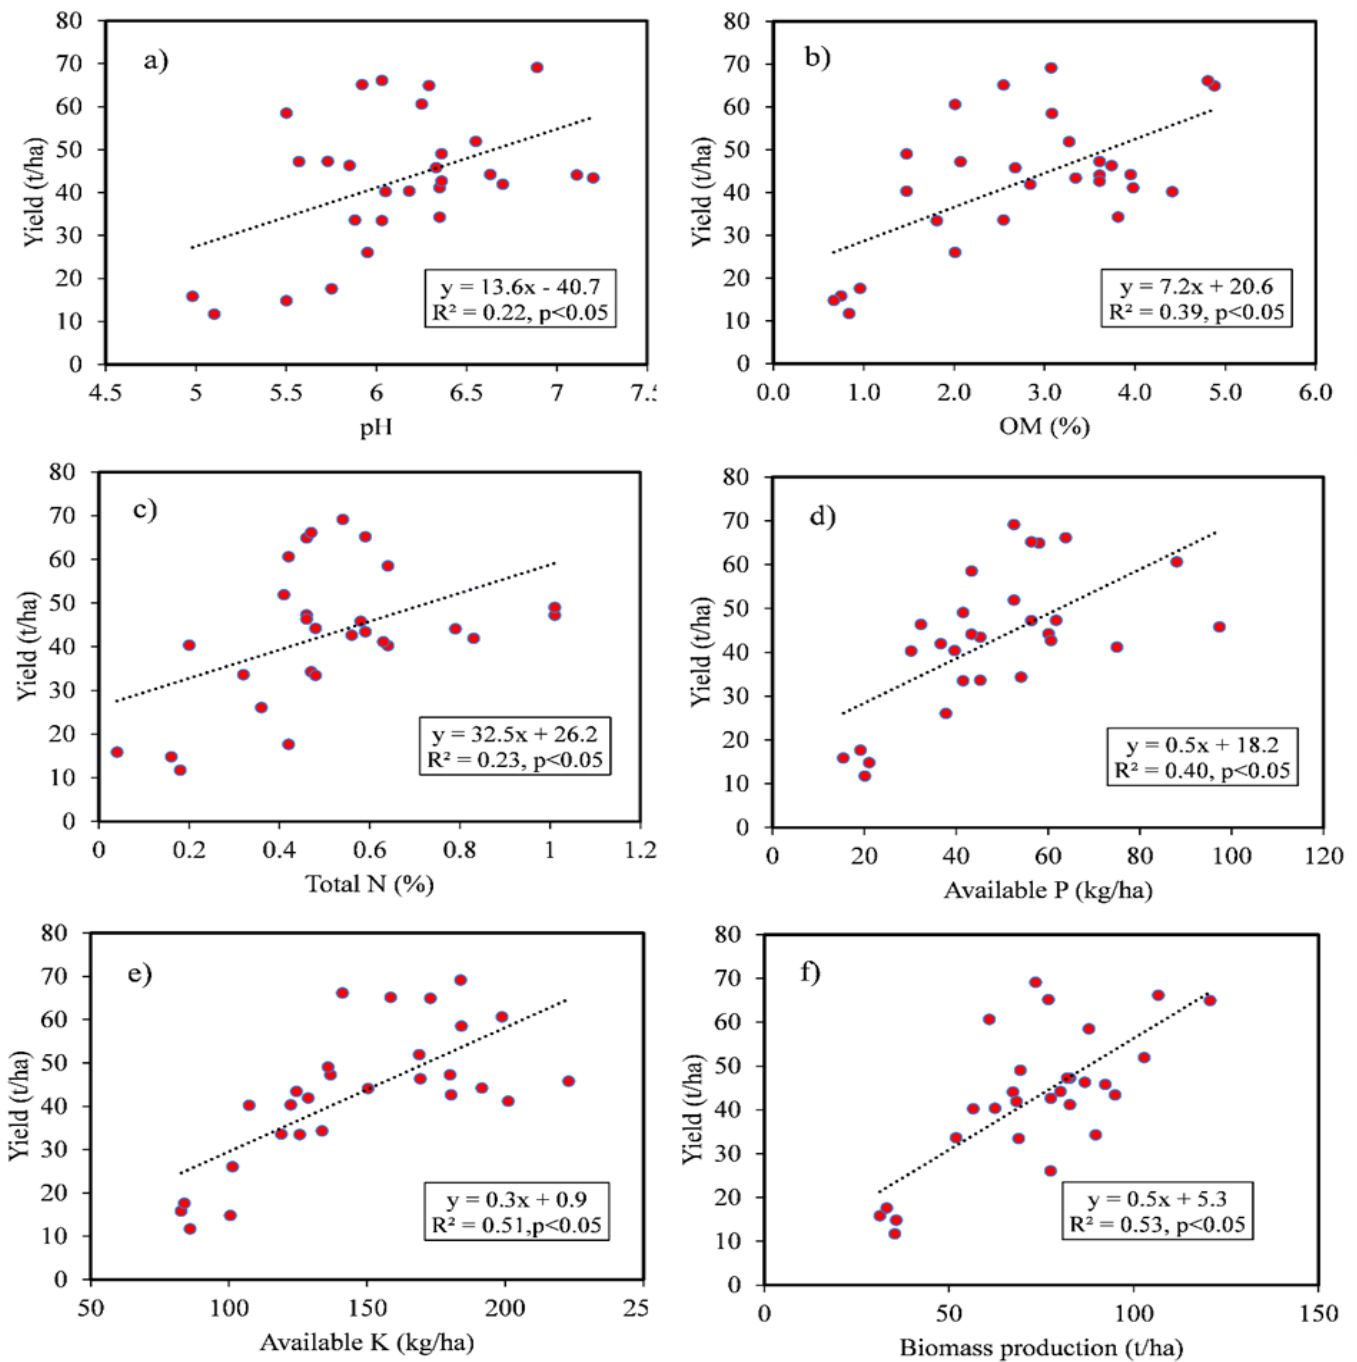 a)
80
70
60
50
40
30
20
10
0
Yield (t/ha)
y = 13.6x - 40.7
R² = 0.22, p<0.05
4.5 5 5.5 6 6.5 7 7.5
pH
b)
80
70
60
50
40
30
20
10
0
Yield (t/ha)
y = 7.2x + 20.6
R² = 0.39, p<0.05
0.0 1.0 2.0 3.0 4.0 5.0 6.0
OM (%)
c)
80
70
60
50
40
30
20
10
0
Yield (t/ha)
y = 32.5x + 26.2
R² = 0.23, p<0.05
0 0.2 0.4 0.6 0.8 1 1.2
Total N (%)
d)
80
70
60
50
40
30
20
10
0
Yield (t/ha)
y = 0.5x + 18.2
R² = 0.40, p<0.05
0 20 40 60 80 100 120
Available P (kg/ha)
e)
80
70
60
50
40
30
20
10
0
Yield (t/ha)
y = 0.3x + 0.9
R² = 0.51,p<0.05
50 100 150 200 25
Available K (kg/ha)
f)
80
70
60
50
40
30
20
10
0
Yield (t/ha)
y = 0.5x + 5.3
R² = 0.53, p<0.05
0 50 100 150
Biomass production (t/ha)